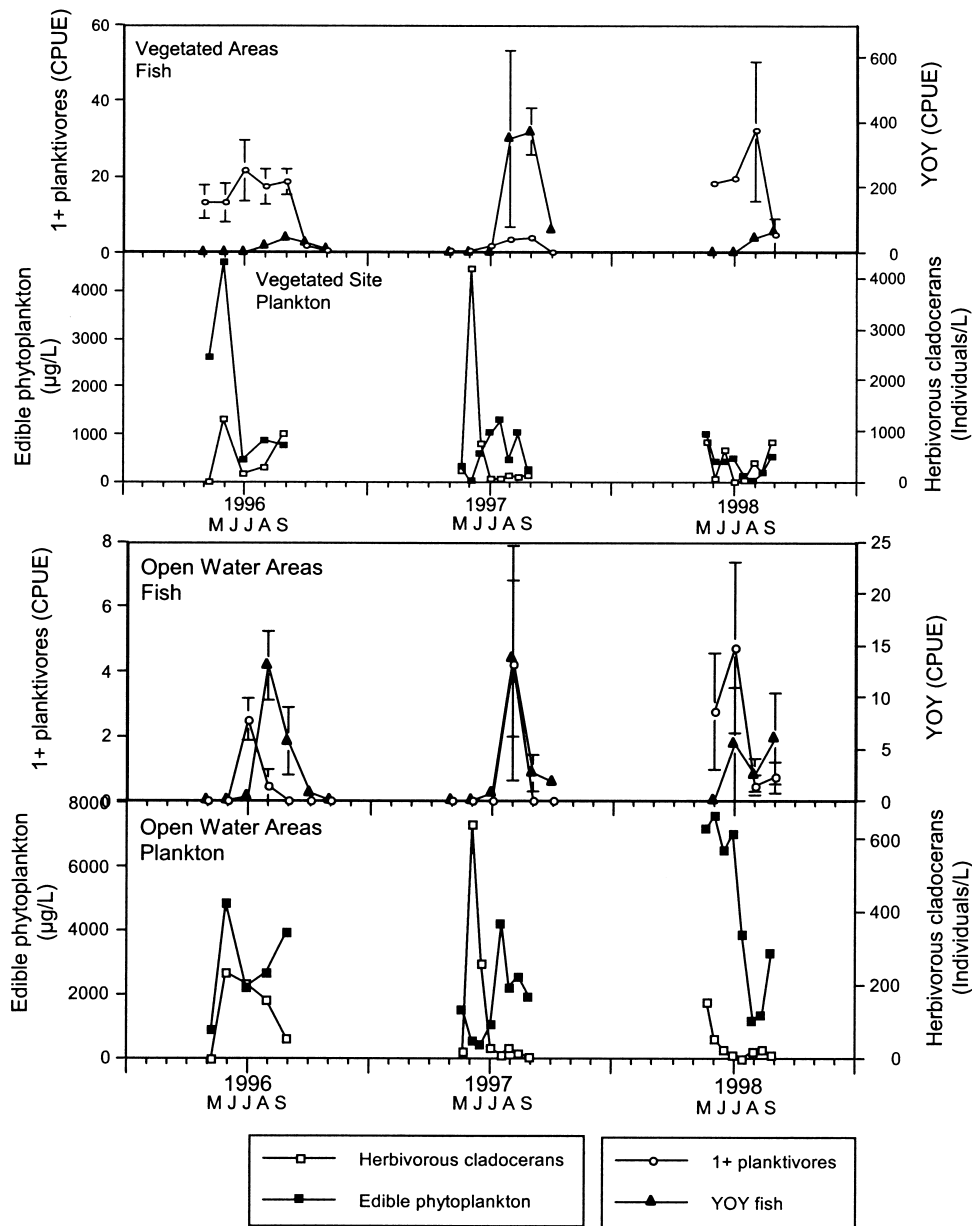 60
40
20
0
1+ planktivores (CPUE)
Vegetated Areas
Fish
600
400
200
0
YOY (CPUE)
4000
3000
2000
1000
0
Edible phytoplankton
(µg/L)
Vegetated Site
Plankton
4000
3000
2000
1000
0
Herbivorous cladocerans
(Individuals/L)
1996
M J J A S
1997
M J J A S
1998
M J J A S
8
6
4
2
0
1+ planktivores (CPUE)
Open Water Areas
Fish
25
20
15
10
5
0
YOY (CPUE)
8000
6000
4000
2000
0
Edible phytoplankton
(µg/L)
Open Water Areas
Plankton
600
400
200
0
Herbivorous cladocerans
(Individuals/L)
1996
M J J A S
1997
M J J A S
1998
M J J A S
Herbivorous cladocerans
Edible phytoplankton
1+ planktivores
YOY fish